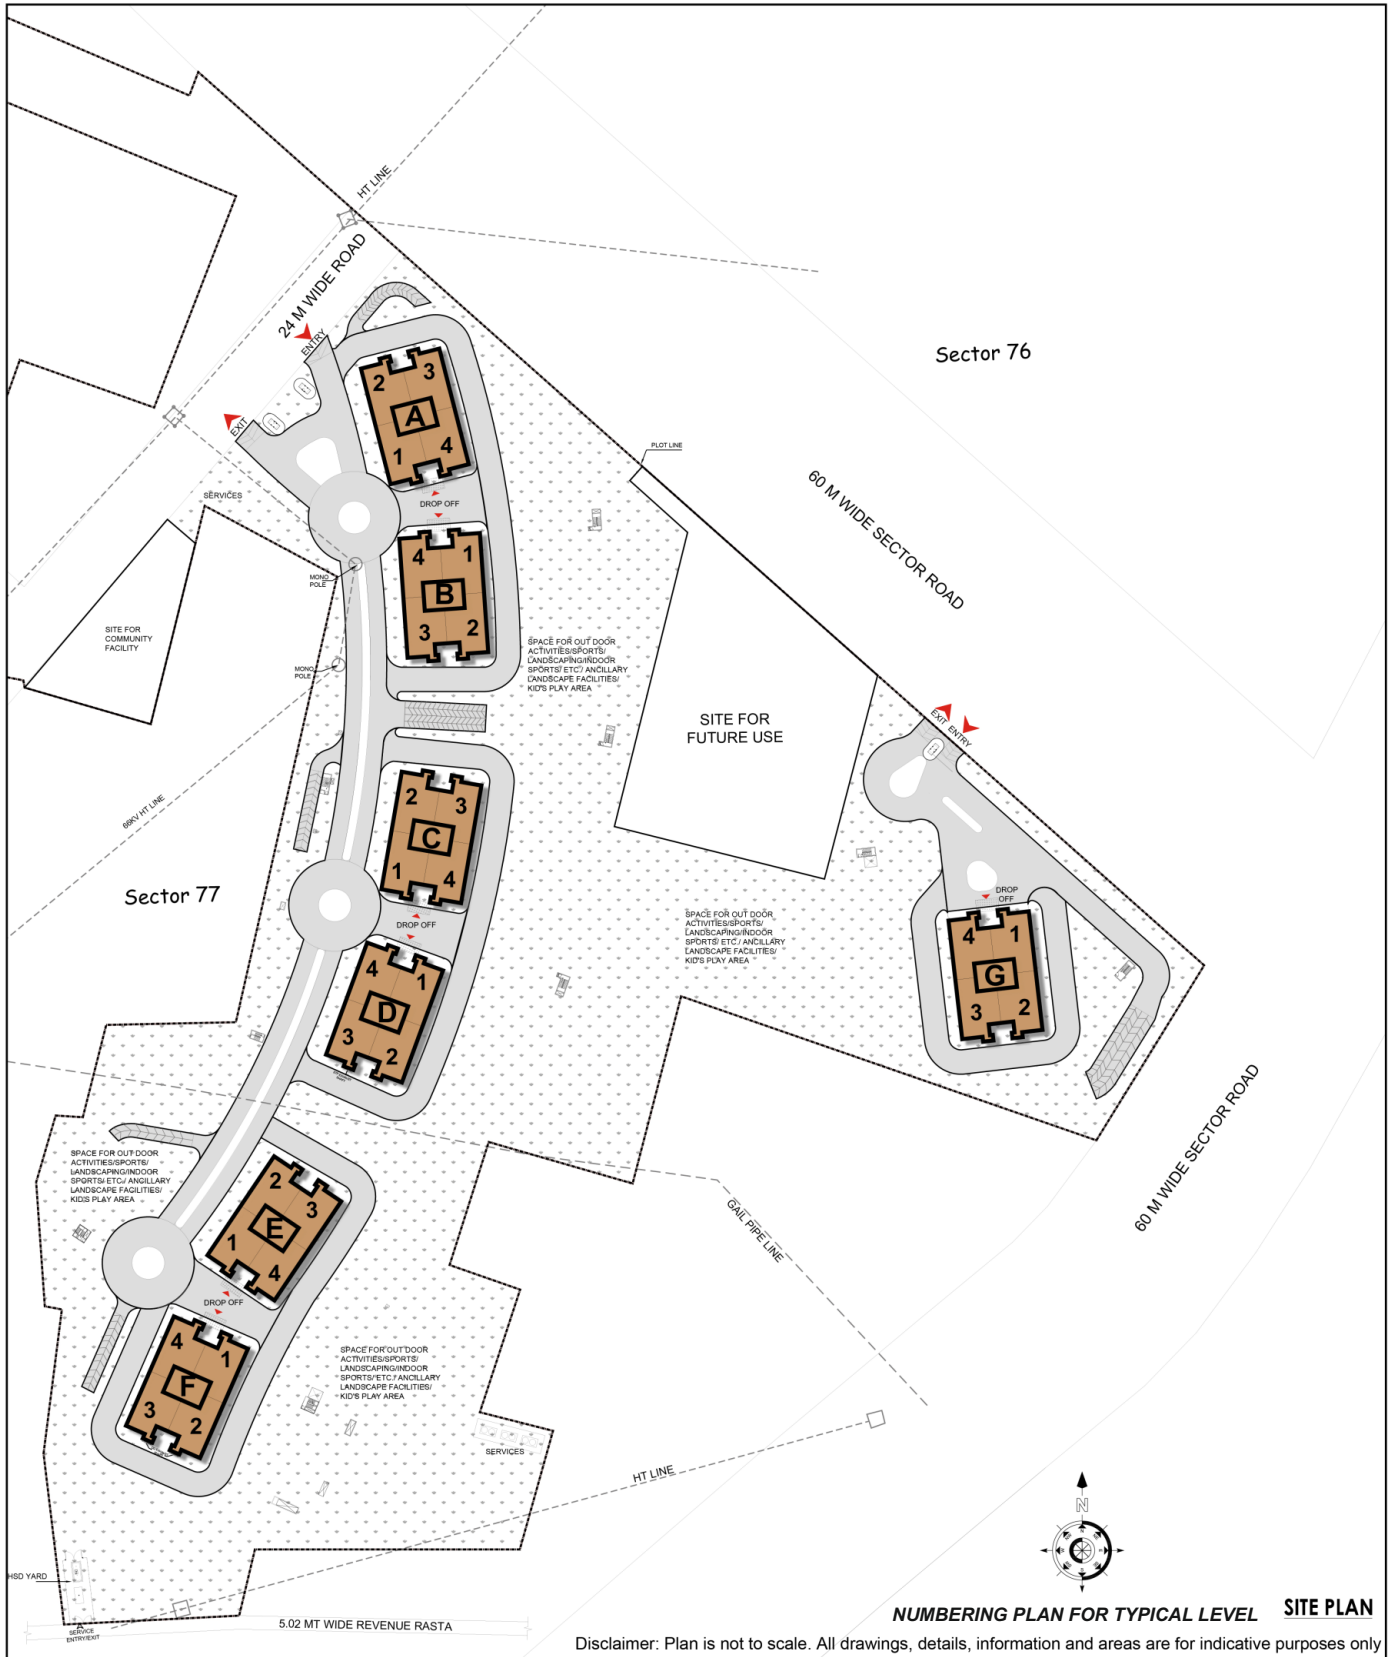 HT LINE
24 M WIDE ROAD
ENTRY
EXIT
Sector 76
2
3
A
1
4
PLOT LINE
60 M WIDE SECTOR ROAD
SERVICES
DROP OFF
4
1
B
3
2
MONO
POLE
SITE FOR
COMMUNITY
FACILITY
MONO
POLE
SPACE FOR OUT DOOR
ACTIVITIES/SPORTS/
LANDSCAPING/INDOOR
SPORTS/ ETC./ ANCILLARY
LANDSCAPE FACILITIES/
KID'S PLAY AREA
SITE FOR
FUTURE USE
EXIT
ENTRY
66KV HT LINE
2
3
C
1
4
Sector 77
DROP OFF
DROP
OFF
SPACE FOR OUT DOOR
ACTIVITIES/SPORTS/
LANDSCAPING/INDOOR
SPORTS/ ETC./ ANCILLARY
LANDSCAPE FACILITIES/
KID'S PLAY AREA
4
1
G
3
2
4
1
D
3
2
60 M WIDE SECTOR ROAD
SPACE FOR OUT DOOR
ACTIVITIES/SPORTS/
LANDSCAPING/INDOOR
SPORTS/ ETC./ ANCILLARY
LANDSCAPE FACILITIES/
KID'S PLAY AREA
2
3
E
1
4
GAIL PIPE LINE
DROP OFF
4
1
F
3
2
SPACE FOR OUT DOOR
ACTIVITIES/SPORTS/
LANDSCAPING/INDOOR
SPORTS/ ETC./ ANCILLARY
LANDSCAPE FACILITIES/
KID'S PLAY AREA
SERVICES
HT LINE
N
HSD YARD
SERVICE
ENTRY/EXIT
5.02 MT WIDE REVENUE RASTA
NUMBERING PLAN FOR TYPICAL LEVEL
SITE PLAN
Disclaimer: Plan is not to scale. All drawings, details, information and areas are for indicative purposes only